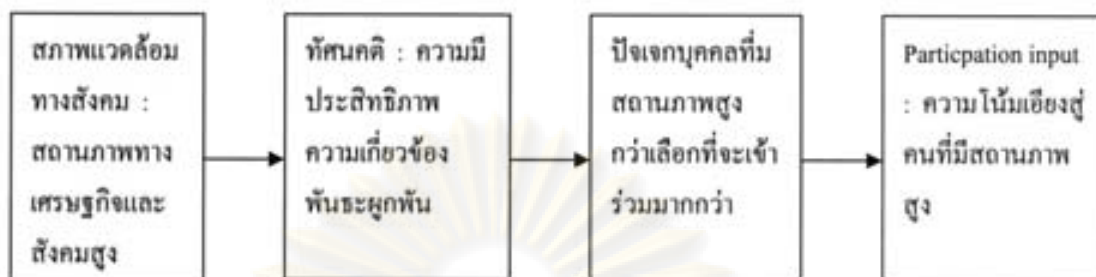 สภาพแวดล้อม
ทางสังคม :
สถานภาพทาง
เศรษฐกิจและ
สังคมสูง
ทัศนคติ : ความมี
ประสิทธิภาพ
ความเกี่ยวข้อง
พันธะผูกพัน
ปัจเจกบุคคลที่ม
สถานภาพสูง
กว่าเลือกที่จะเข้า
ร่วมมากกว่า
Particpation input
: ความโน้มเอียงสู่
คนที่มีสถานภาพ
สูง